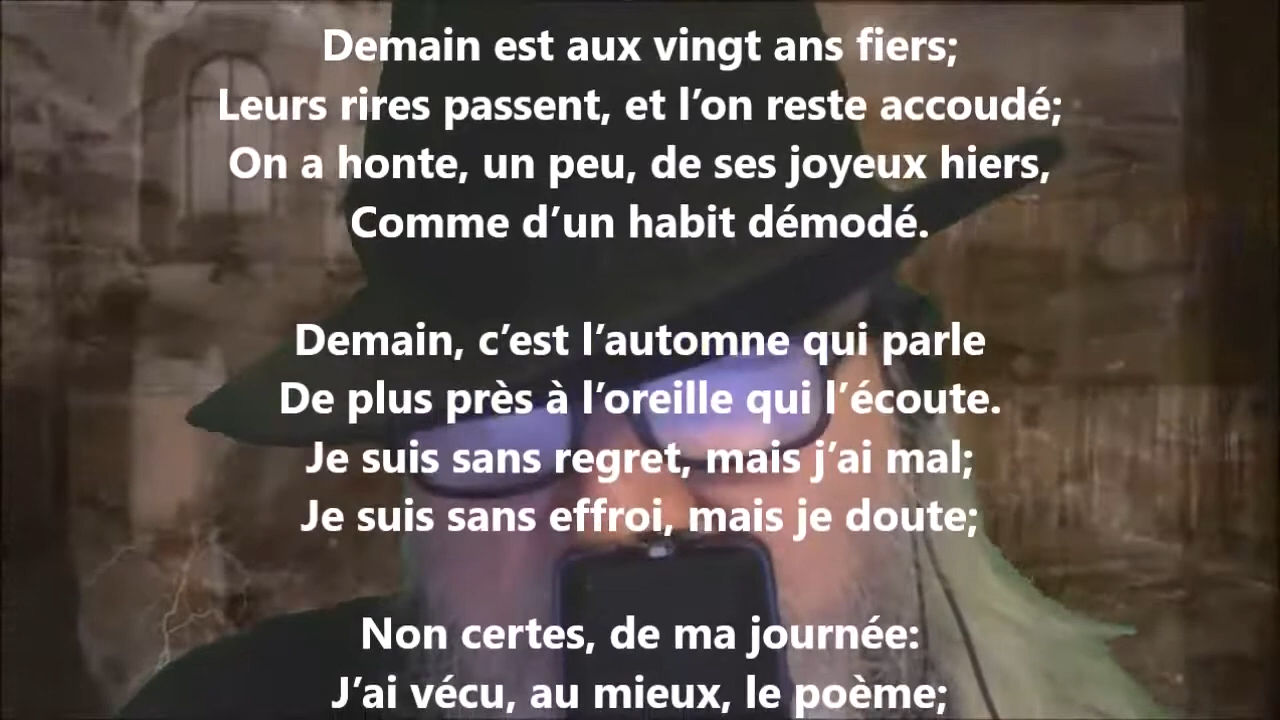 Demain est aux vingt ans fiers;
Leurs rires passent, et l’on reste accoudé;
On a honte, un peu, de ses joyeux hiers,
Comme d’un habit démodé.
Demain, c’est l’automne qui parle
De plus près à l’oreille qui l’écoute.
Je suis sans regret, mais j’ai mal;
Je suis sans effroi, mais je doute;
Non certes, de ma journée:
J’ai vécu, au mieux, le poème;